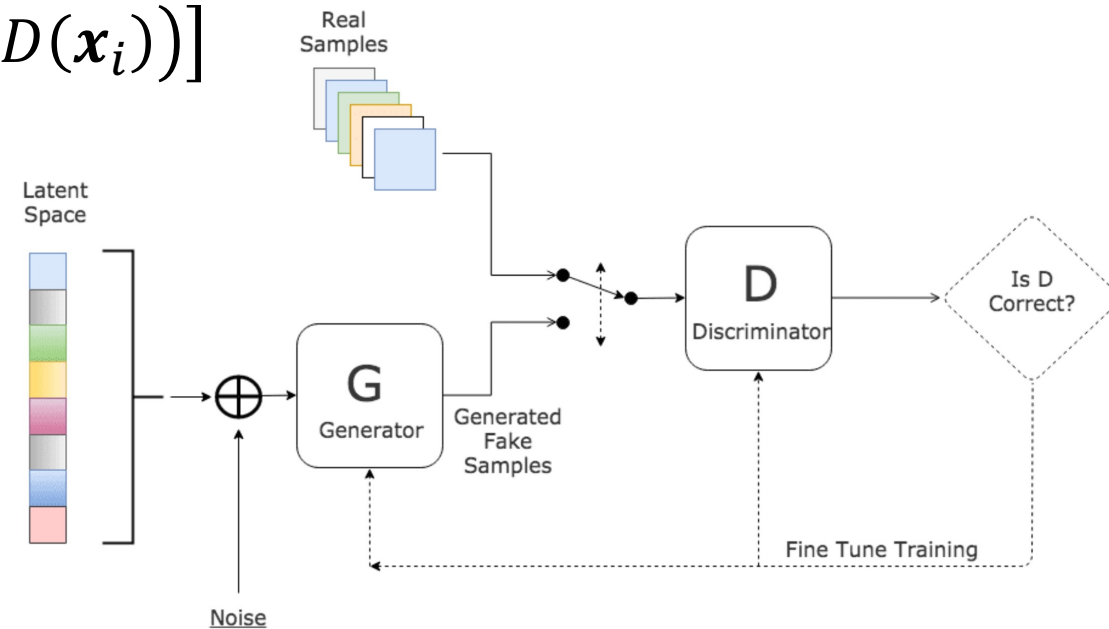 D(𝒙ᵢ))]
Real
Samples
Latent
Space
D
Discriminator
Is D
Correct?
G
Generator
Generated
Fake
Samples
Fine Tune Training
Noise